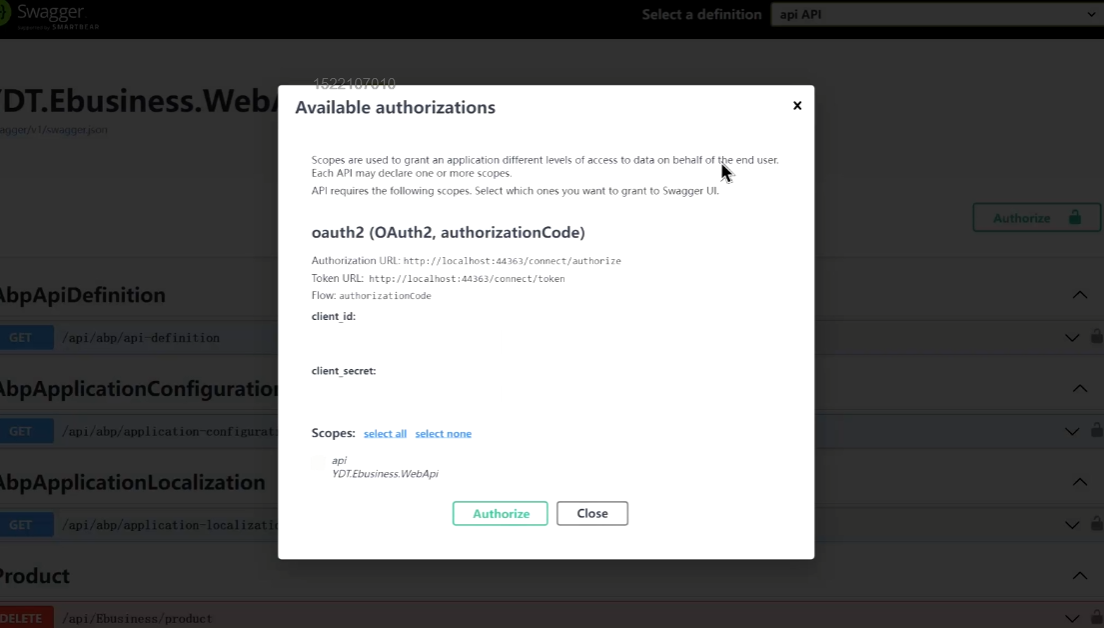 Swagger
Supported by SMARTBEAR
Select a definition
api API
1522107010
YDT.Ebusiness.WebA
swagger/v1/swagger.json
Available authorizations
×
Scopes are used to grant an application different levels of access to data on behalf of the end user.
Each API may declare one or more scopes.
API requires the following scopes. Select which ones you want to grant to Swagger UI.
Authorize
oauth2 (OAuth2, authorizationCode)
Authorization URL: http://localhost:44363/connect/authorize
Token URL: http://localhost:44363/connect/token
Flow: authorizationCode
client_id:
client_secret:
Scopes: select all select none
api
YDT.Ebusiness.WebApi
Authorize Close
AbpApiDefinition
GET /api/abp/api-definition
AbpApplicationConfiguration
GET /api/abp/application-configurat
AbpApplicationLocalization
GET /api/abp/application-localizatio
Product
DELETE /api/Ebusiness/product